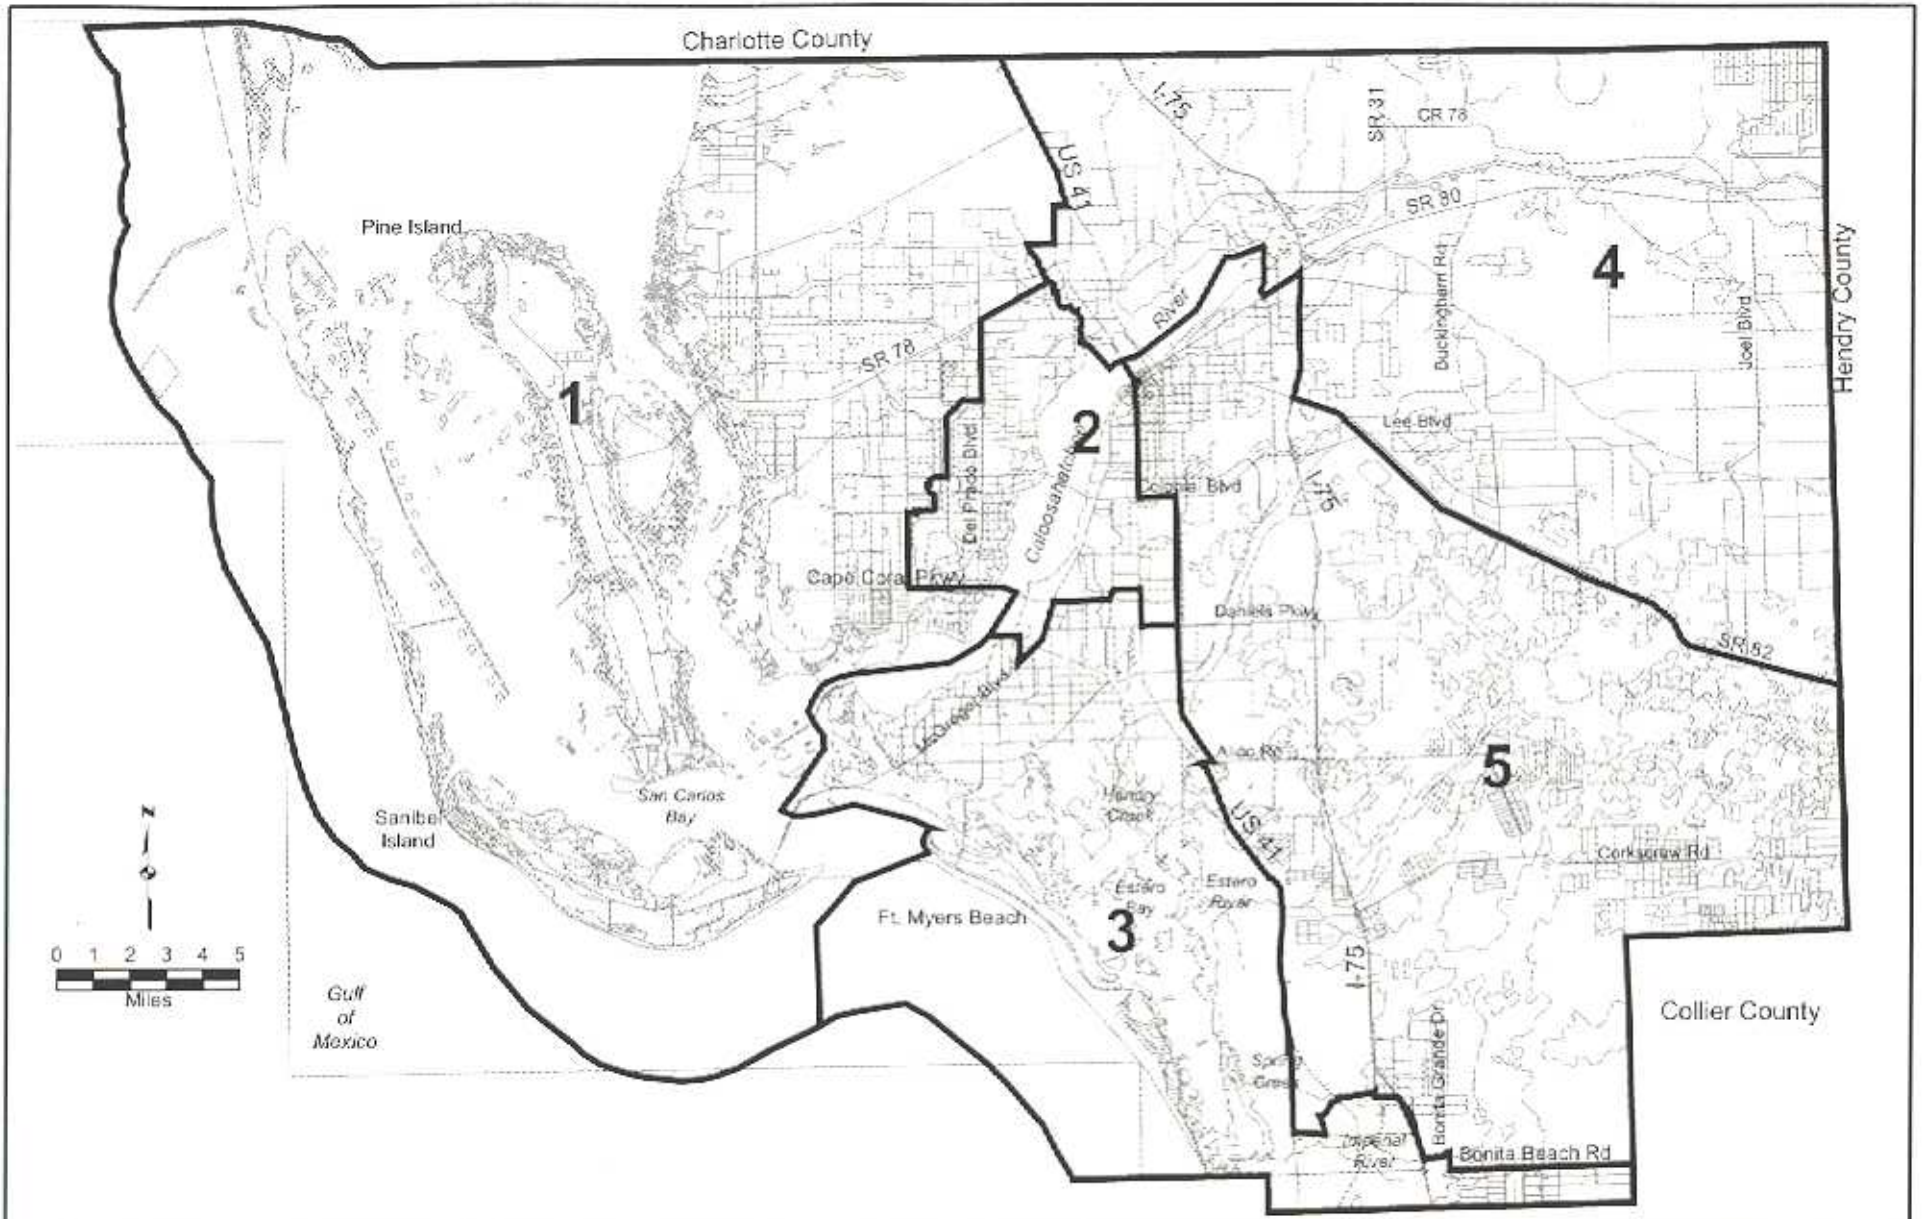 Charlotte County
I-75
SR 31
CR 78
US 41
SR 80
Pine Island
4
Hendry County
River
Buckingham Rd
Joel Blvd
SR 78
1
2
Lee Blvd
Del Prado Blvd
Colonial Blvd
I-75
Caloosahatchee
Cape Coral Pkwy
Daniels Pkwy
SR 82
McGregor Blvd
Alico Rd
5
San Carlos
Bay
Hendry
Creek
Sanibel
Island
US 41
Corkscrew Rd
z
Estero
Bay
Estero
River
Ft. Myers Beach
3
0 1 2 3 4 5
Miles
I-75
Gulf
of
Mexico
Collier County
Bonita Grande Dr
Spring
Imperial
River
Bonita Beach Rd